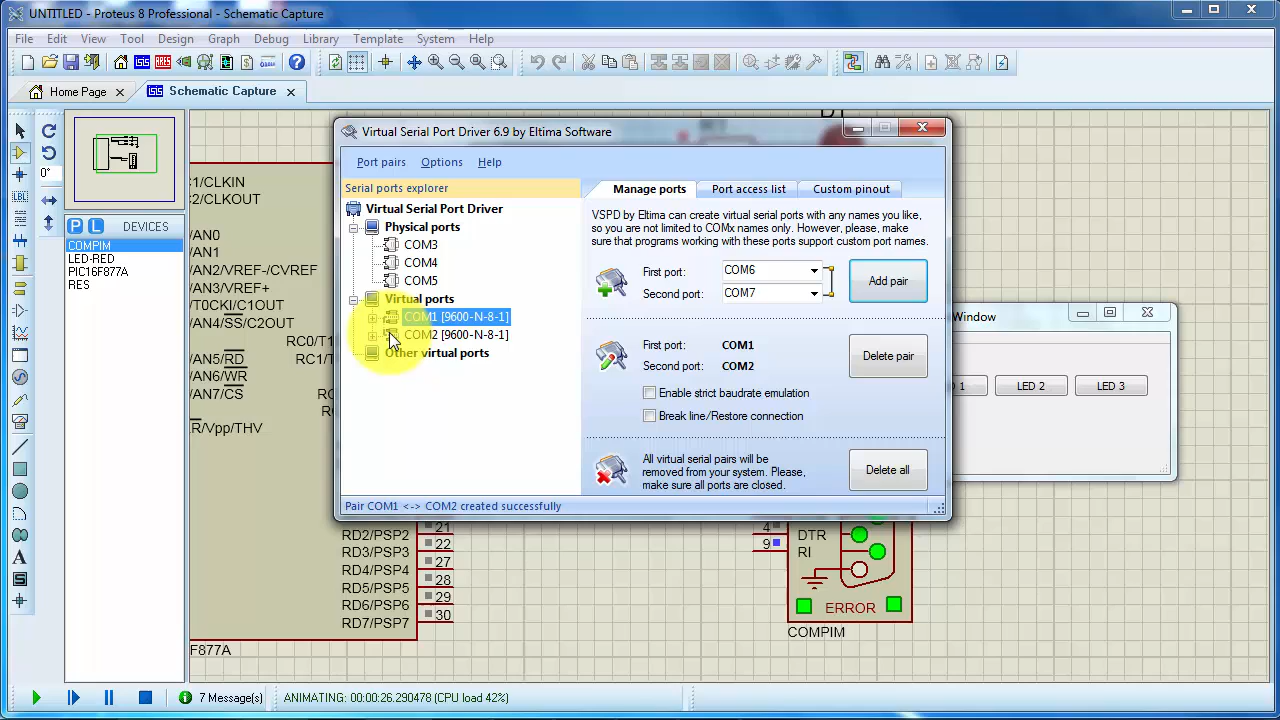 UNTITLED - Proteus 8 Professional - Schematic Capture
File Edit View Tool Design Graph Debug Library Template System Help
Home Page
Schematic Capture
0°
P L DEVICES
COMPIM
LED-RED
PIC16F877A
RES
C1/CLKIN
C2/CLKOUT
/AN0
/AN1
/AN2/VREF-/CVREF
/AN3/VREF+
/T0CKI/C1OUT
/AN4/SS/C2OUT
RC0/T1
/AN5/RD
RC1/T
/AN6/WR
/AN7/CS
R/Vpp/THV
RD2/PSP2
RD3/PSP3
RD4/PSP4
RD5/PSP5
RD6/PSP6
RD7/PSP7
21
22
27
28
29
30
F877A
Virtual Serial Port Driver 6.9 by Eltima Software
Port pairs Options Help
Serial ports explorer
Virtual Serial Port Driver
Physical ports
COM3
COM4
COM5
Virtual ports
COM1 [9600-N-8-1]
COM2 [9600-N-8-1]
Other virtual ports
Manage ports Port access list Custom pinout
VSPD by Eltima can create virtual serial ports with any names you like,
so you are not limited to COMx names only. However, please, make
sure that programs working with these ports support custom port names.
First port: COM6
Second port: COM7
Add pair
First port: COM1
Second port: COM2
Delete pair
Enable strict baudrate emulation
Break line/Restore connection
All virtual serial pairs will be
removed from your system. Please,
make sure all ports are closed.
Delete all
Pair COM1 <-> COM2 created successfully
Window
1 LED 2 LED 3
4 DTR
9 RI
ERROR
COMPIM
7 Message(s)
ANIMATING: 00:00:26.290478 (CPU load 42%)